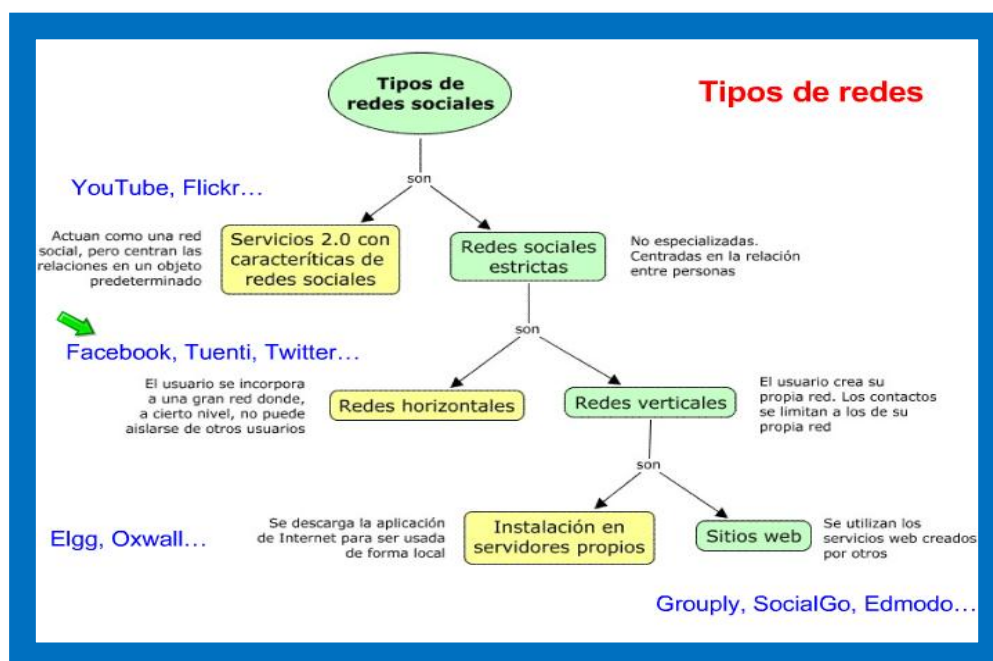 Tipos de
redes sociales
Tipos de redes
son
YouTube, Flickr...
Actuan como una red
social, pero centran las
relaciones en un objeto
predeterminado
Servicios 2.0 con
caracteríticas de
redes sociales
Redes sociales
estrictas
No especializadas.
Centradas en la relación
entre personas
son
Facebook, Tuenti, Twitter...
El usuario se incorpora
a una gran red donde,
a cierto nivel, no puede
aislarse de otros usuarios
Redes horizontales
Redes verticales
El usuario crea su
propia red. Los contactos
se limitan a los de su
propia red
son
Elgg, Oxwall...
Se descarga la aplicación
de Internet para ser usada
de forma local
Instalación en
servidores propios
Sitios web
Se utilizan los
servicios web creados
por otros
Grouply, SocialGo, Edmodo...